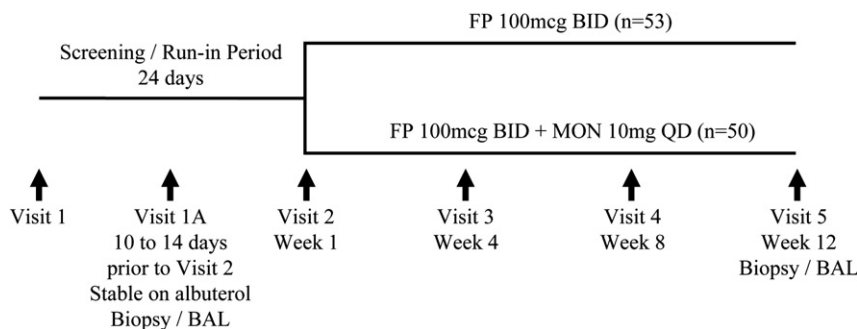 FP 100mcg BID (n=53)
Screening / Run-in Period
24 days
FP 100mcg BID + MON 10mg QD (n=50)
Visit 1
Visit 1A
10 to 14 days
prior to Visit 2
Stable on albuterol
Biopsy / BAL
Visit 2
Week 1
Visit 3
Week 4
Visit 4
Week 8
Visit 5
Week 12
Biopsy / BAL